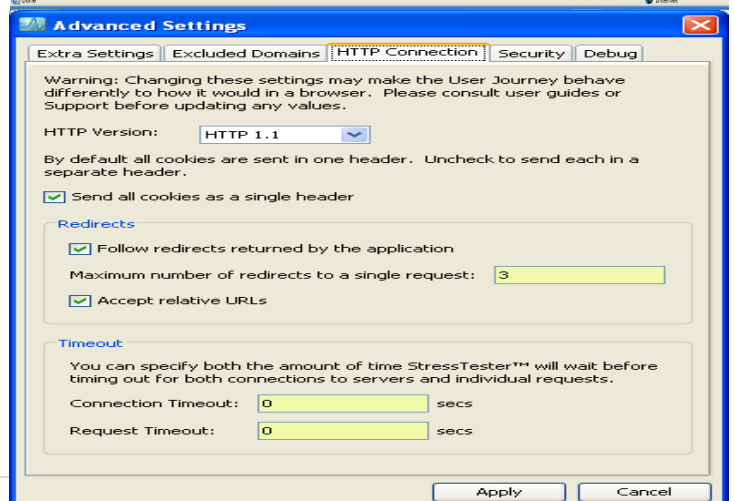 Done
Internet
Advanced Settings
Extra Settings Excluded Domains HTTP Connection Security Debug
Warning: Changing these settings may make the User Journey behave
differently to how it would in a browser. Please consult user guides or
Support before updating any values.
HTTP Version: HTTP 1.1
By default all cookies are sent in one header. Uncheck to send each in a
separate header.
Send all cookies as a single header
Redirects
Follow redirects returned by the application
Maximum number of redirects to a single request: 3
Accept relative URLs
Timeout
You can specify both the amount of time StressTester™ will wait before
timing out for both connections to servers and individual requests.
Connection Timeout: 0 secs
Request Timeout: 0 secs
Apply Cancel